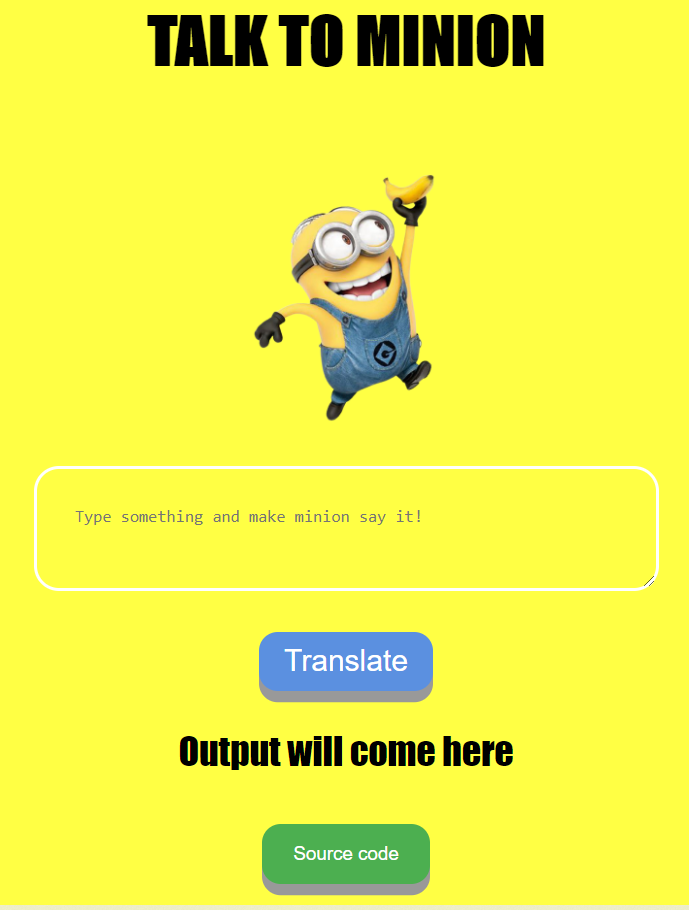 TALK TO MINION
Type something and make minion say it!
Translate
Output will come here
Source code